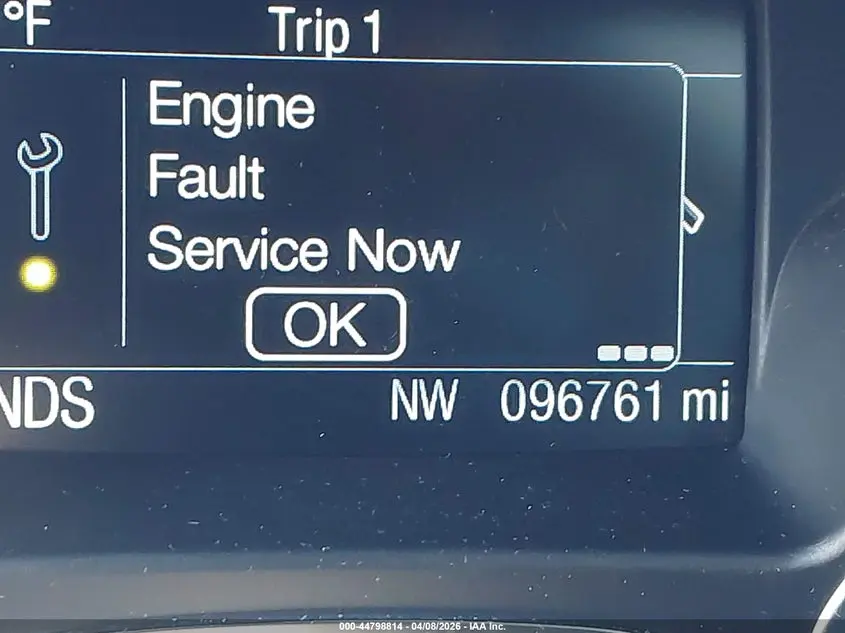 °F
Trip 1
Engine
Fault
Service Now
OK
NDS
NW 096761 mi
000-44798814 - 04/08/2026 - IAA Inc.